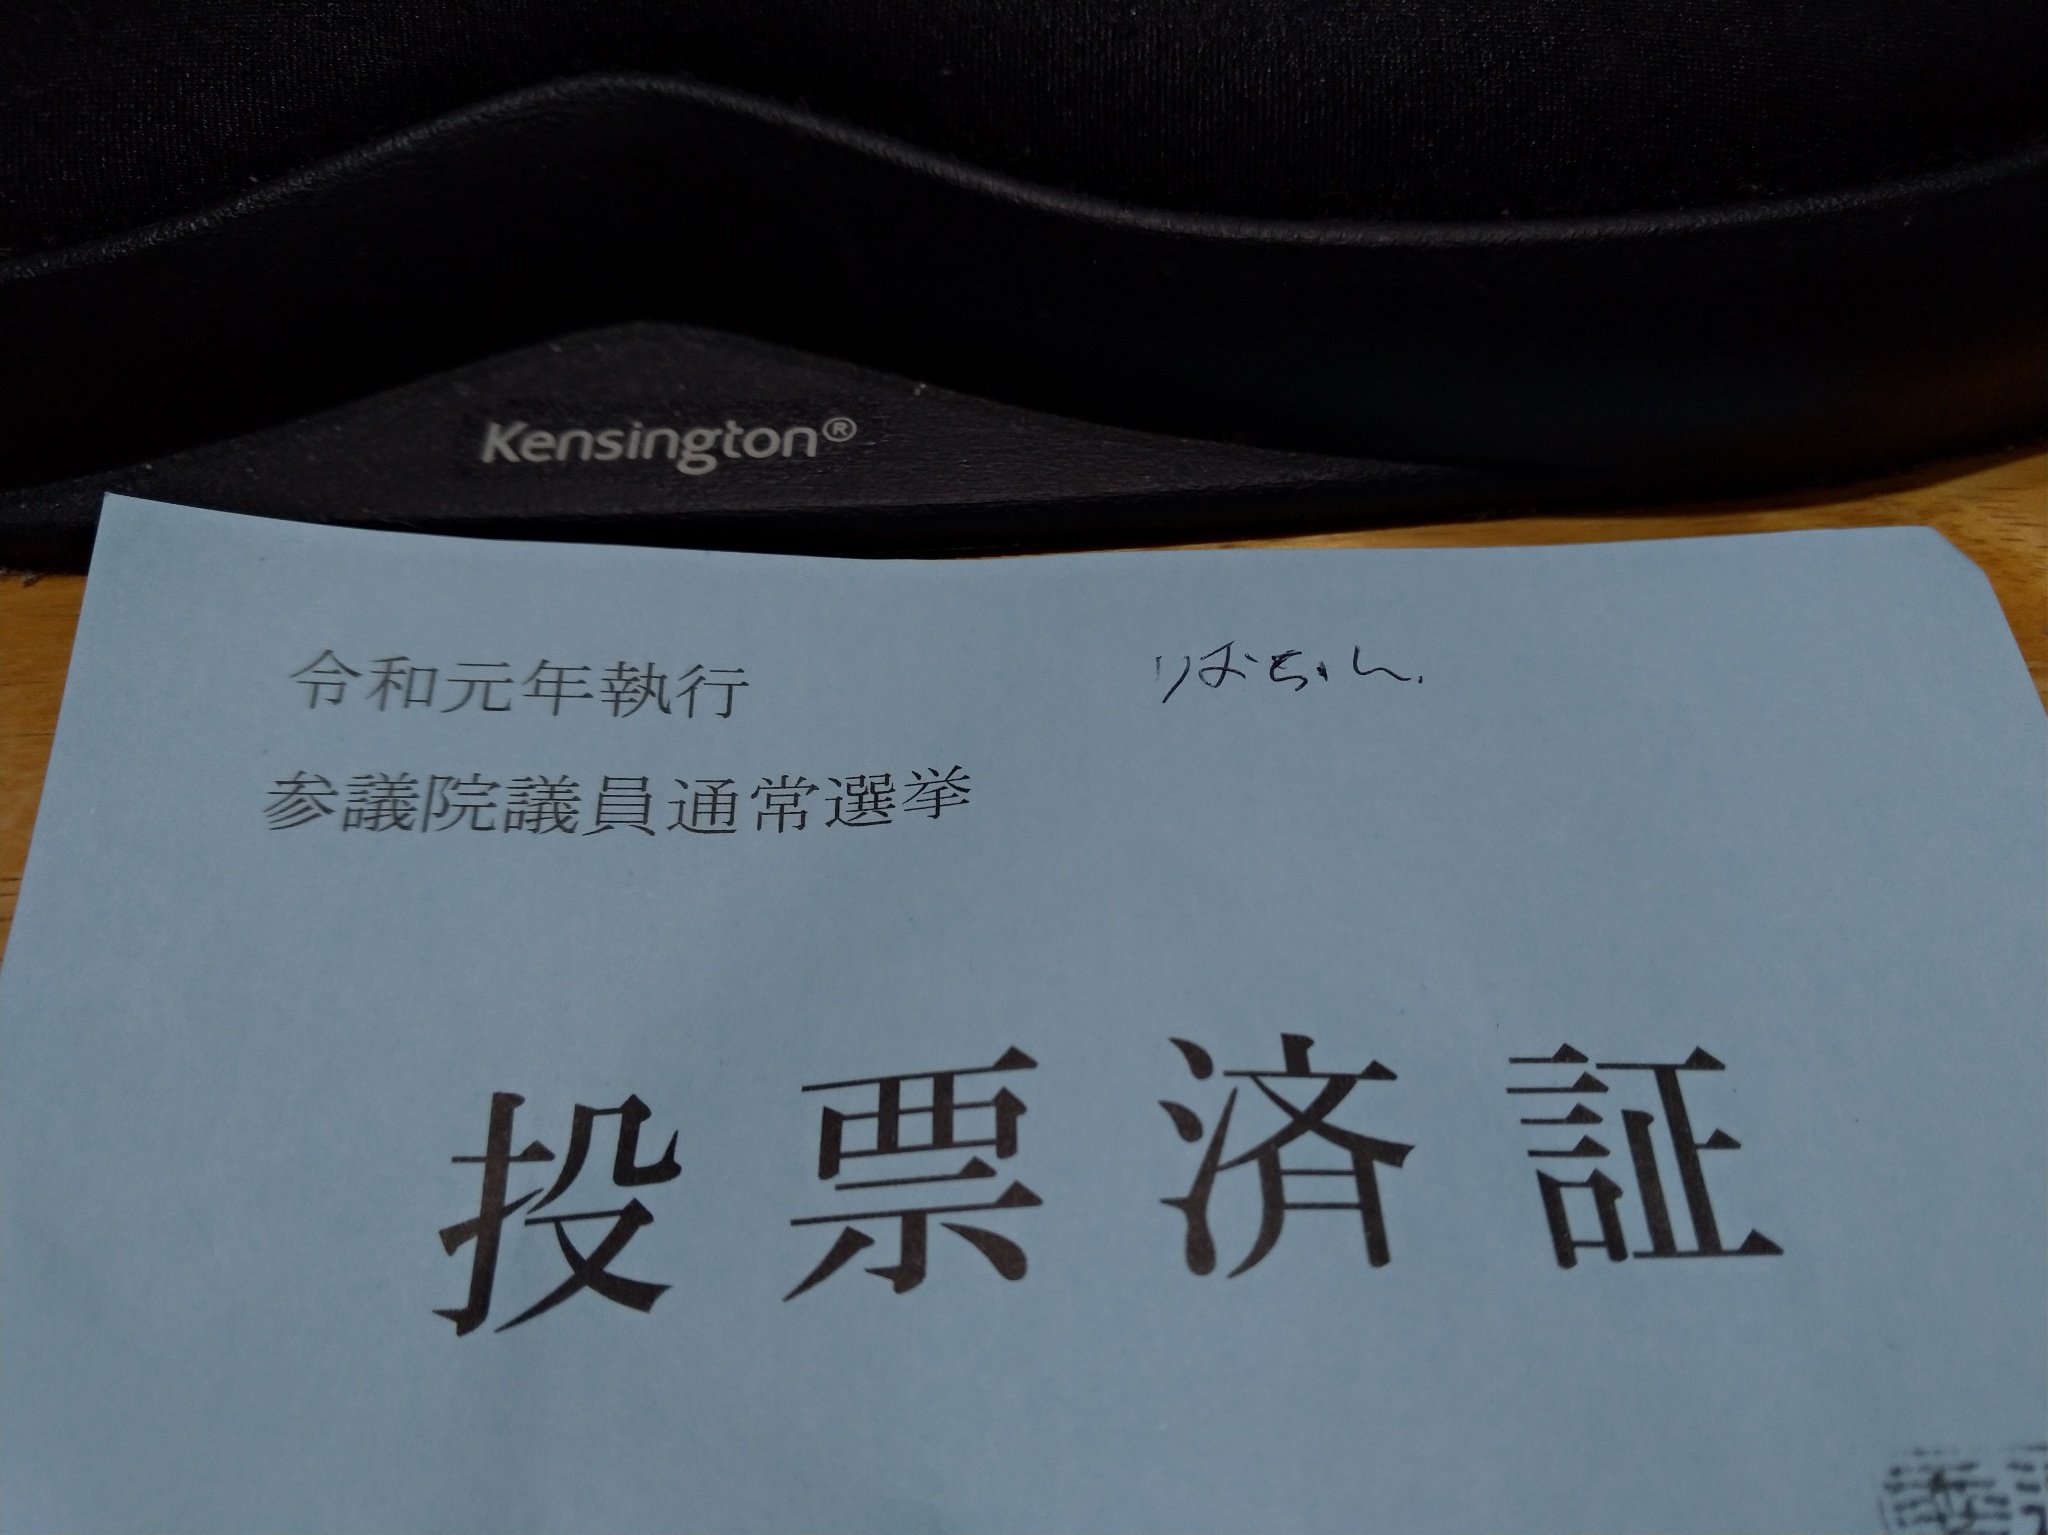 Kensington®
令和元年執行
りおちゃん.
参議院議員通常選挙
投票済証